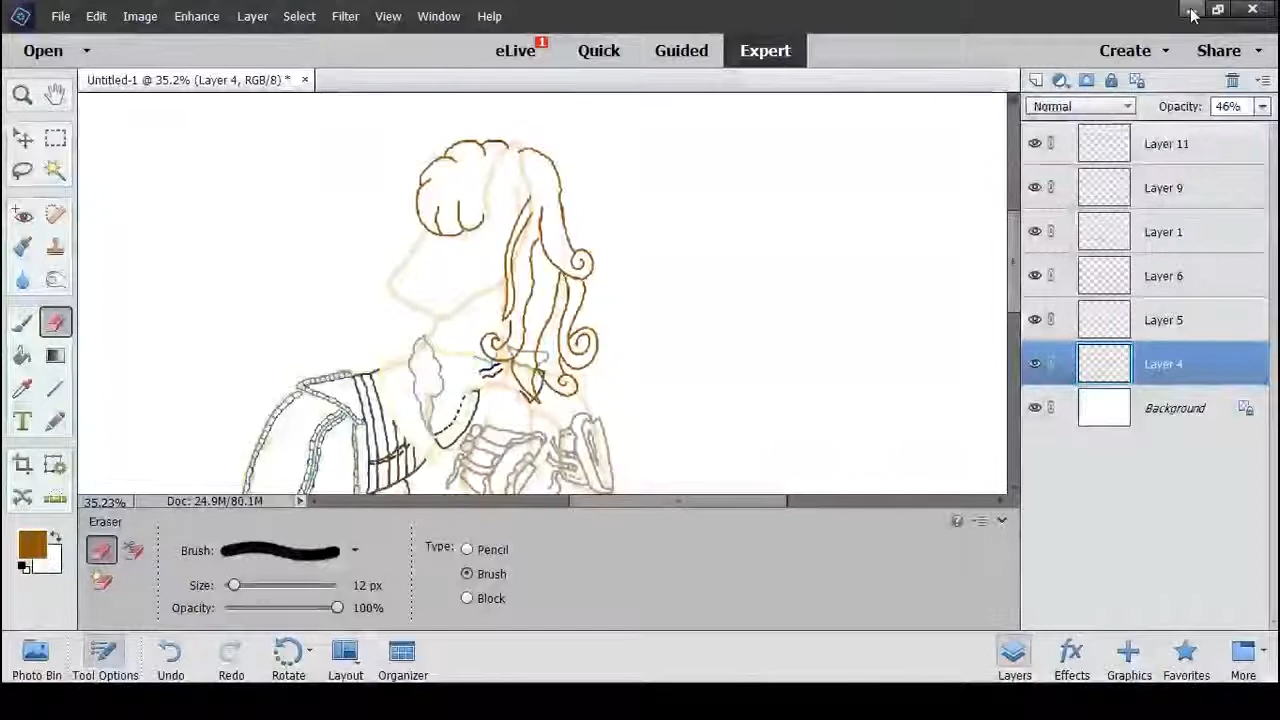 File Edit Image Enhance Layer Select Filter View Window Help
Open eLive 1 Quick Guided Expert Create Share
Untitled-1 @ 35.2% (Layer 4, RGB/8) * ×
Normal Opacity: 46%
Layer 11
Layer 9
Layer 1
Layer 6
Layer 5
Layer 4
Background
35.23% Doc: 24.9M/80.1M
Eraser
Brush: Type: Pencil
Brush
Size: 12 px
Block
Opacity: 100%
Photo Bin Tool Options Undo Redo Rotate Layout Organizer Layers Effects Graphics Favorites More